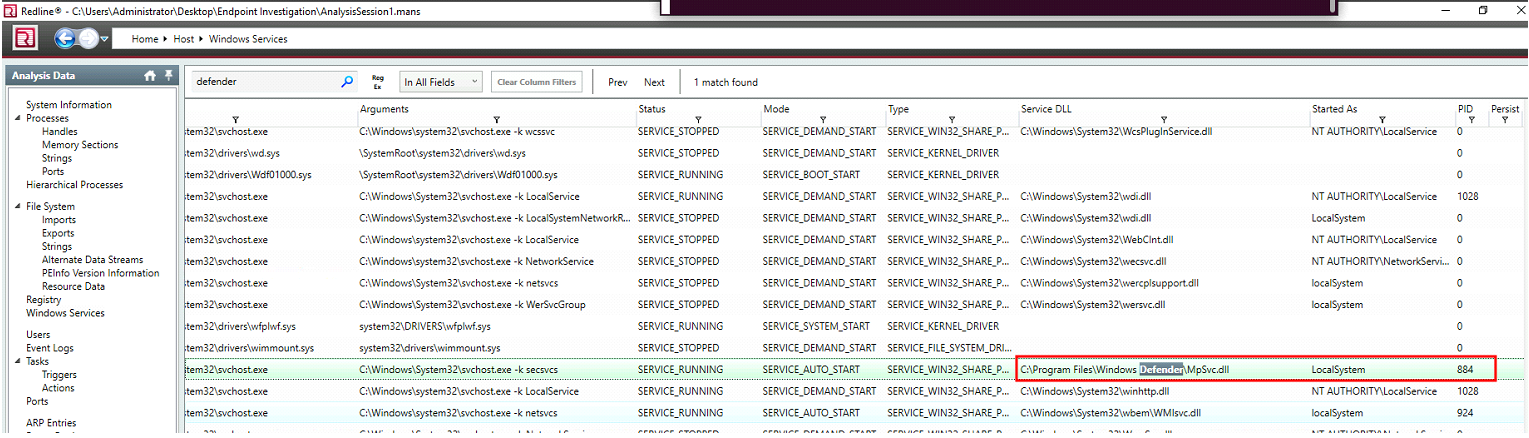 Redline® - C:\Users\Administrator\Desktop\Endpoint Investigation\AnalysisSession1.mans
Home Host Windows Services
Analysis Data
defender Reg Ex In All Fields Clear Column Filters Prev Next 1 match found
System Information
Processes
Handles
Memory Sections
Strings
Ports
Hierarchical Processes
File System
Imports
Exports
Strings
Alternate Data Streams
PEInfo Version Information
Resource Data
Registry
Windows Services
Users
Event Logs
Tasks
Triggers
Actions
Ports
ARP Entries
Arguments Status Mode Type Service DLL Started As PID Persist
stem32\svchost.exe C:\Windows\system32\svchost.exe -k wcssvc SERVICE_STOPPED SERVICE_DEMAND_START SERVICE_WIN32_SHARE_P... C:\Windows\System32\WcsPlugInService.dll NT AUTHORITY\LocalService 0
stem32\drivers\wd.sys \SystemRoot\system32\drivers\wd.sys SERVICE_STOPPED SERVICE_DEMAND_START SERVICE_KERNEL_DRIVER 0
stem32\drivers\Wdf01000.sys \SystemRoot\system32\drivers\Wdf01000.sys SERVICE_RUNNING SERVICE_BOOT_START SERVICE_KERNEL_DRIVER 0
stem32\svchost.exe C:\Windows\System32\svchost.exe -k LocalService SERVICE_RUNNING SERVICE_DEMAND_START SERVICE_WIN32_SHARE_P... C:\Windows\System32\wdi.dll NT AUTHORITY\LocalService 1028
stem32\svchost.exe C:\Windows\System32\svchost.exe -k LocalSystemNetworkR... SERVICE_STOPPED SERVICE_DEMAND_START SERVICE_WIN32_SHARE_P... C:\Windows\System32\wdi.dll LocalSystem 0
stem32\svchost.exe C:\Windows\system32\svchost.exe -k LocalService SERVICE_STOPPED SERVICE_DEMAND_START SERVICE_WIN32_SHARE_P... C:\Windows\System32\WebClnt.dll NT AUTHORITY\LocalService 0
stem32\svchost.exe C:\Windows\system32\svchost.exe -k NetworkService SERVICE_STOPPED SERVICE_DEMAND_START SERVICE_WIN32_SHARE_P... C:\Windows\System32\wecsvc.dll NT AUTHORITY\NetworkServi... 0
stem32\svchost.exe C:\Windows\System32\svchost.exe -k netsvcs SERVICE_STOPPED SERVICE_DEMAND_START SERVICE_WIN32_SHARE_P... C:\Windows\System32\wercplsupport.dll localSystem 0
stem32\svchost.exe C:\Windows\System32\svchost.exe -k WerSvcGroup SERVICE_STOPPED SERVICE_DEMAND_START SERVICE_WIN32_SHARE_P... C:\Windows\System32\wersvc.dll localSystem 0
stem32\drivers\wfplwf.sys system32\DRIVERS\wfplwf.sys SERVICE_RUNNING SERVICE_SYSTEM_START SERVICE_KERNEL_DRIVER 0
stem32\drivers\wimmount.sys system32\drivers\wimmount.sys SERVICE_STOPPED SERVICE_DEMAND_START SERVICE_FILE_SYSTEM_DRI... 0
stem32\svchost.exe C:\Windows\System32\svchost.exe -k secsvcs SERVICE_RUNNING SERVICE_AUTO_START SERVICE_WIN32_SHARE_P... C:\Program Files\Windows Defender\MpSvc.dll LocalSystem 884
stem32\svchost.exe C:\Windows\system32\svchost.exe -k LocalService SERVICE_RUNNING SERVICE_DEMAND_START SERVICE_WIN32_SHARE_P... C:\Windows\System32\winhttp.dll NT AUTHORITY\LocalService 1028
stem32\svchost.exe C:\Windows\system32\svchost.exe -k netsvcs SERVICE_RUNNING SERVICE_AUTO_START SERVICE_WIN32_SHARE_P... C:\Windows\System32\wbem\WMIsvc.dll localSystem 924